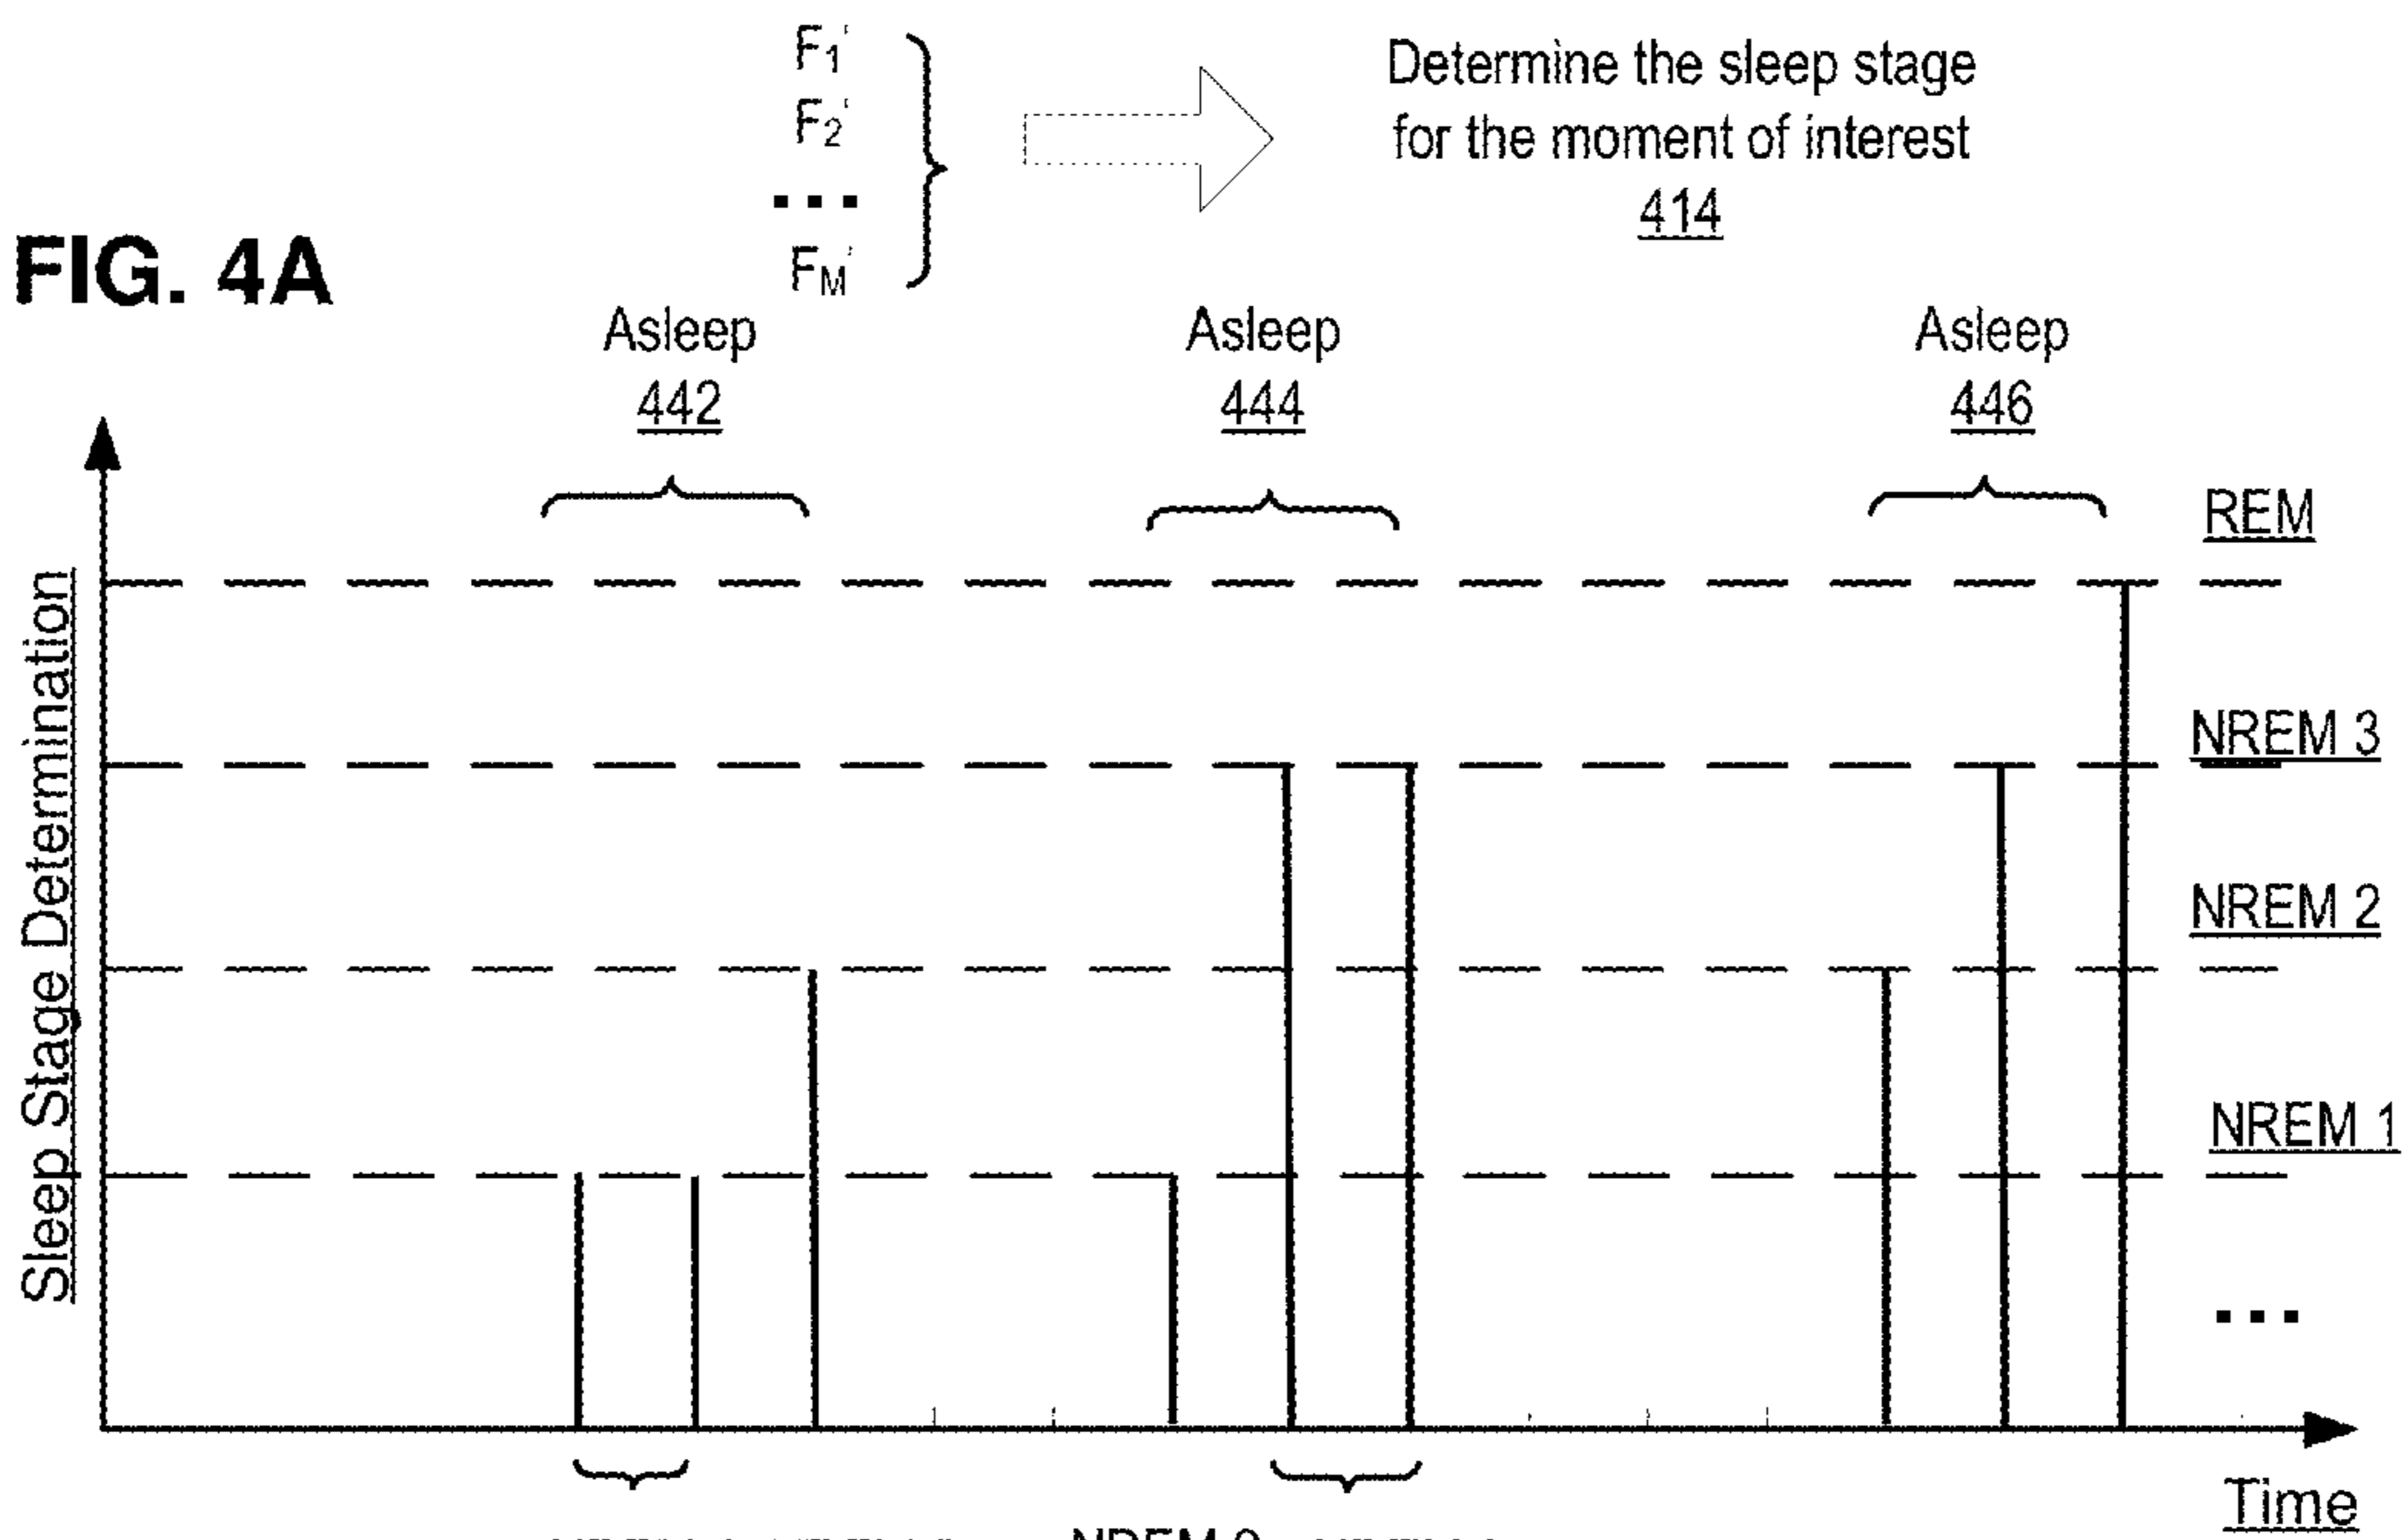 F1'
F2'
...
FM'
Determine the sleep stage
for the moment of interest
414
FIG. 4A
Asleep
442
Asleep
444
Asleep
446
REM
NREM 3
NREM 2
NREM 1
...
Sleep Stage Determination
Time